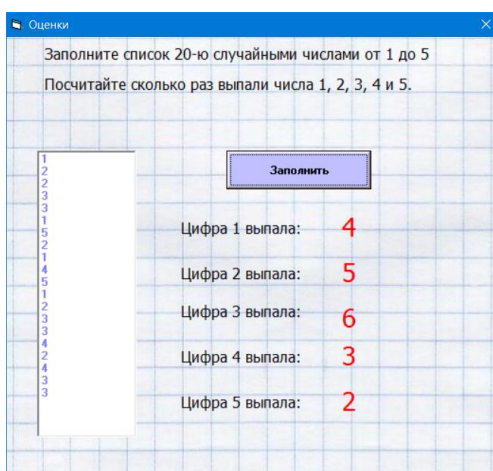 Оценки
Заполните список 20-ю случайными числами от 1 до 5
Посчитайте сколько раз выпали числа 1, 2, 3, 4 и 5.
1
2
2
3
3
1
5
2
1
4
5
1
2
3
3
4
2
4
3
3
Заполнить
Цифра 1 выпала: 4
Цифра 2 выпала: 5
Цифра 3 выпала: 6
Цифра 4 выпала: 3
Цифра 5 выпала: 2